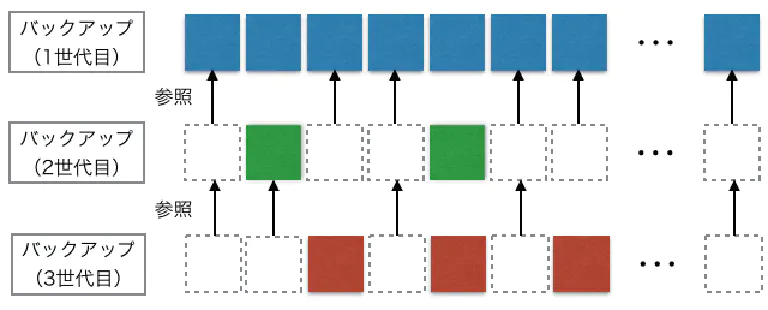 バックアップ
（1世代目）
・・・
参照
バックアップ
（2世代目）
・・・
参照
バックアップ
（3世代目）
・・・